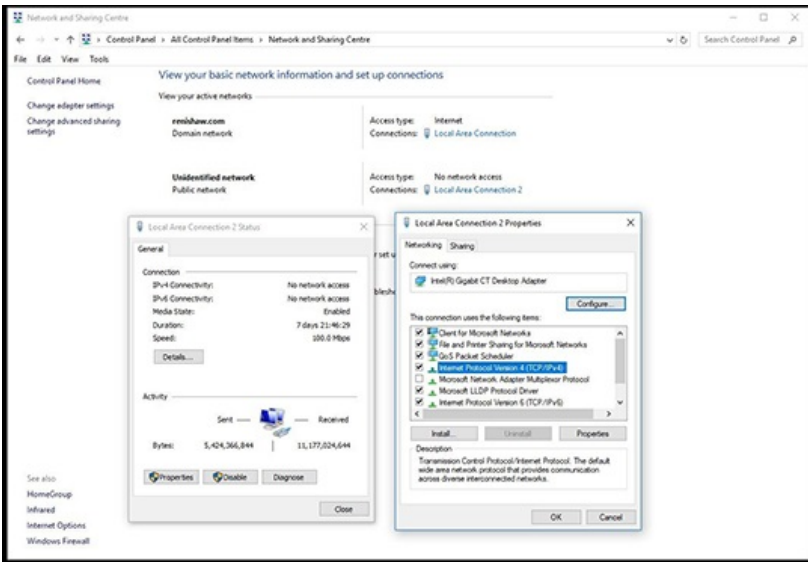 Network and Sharing Centre
Control Panel > All Control Panel Items > Network and Sharing Centre
Search Control Panel
File Edit View Tools
Control Panel Home
Change adapter settings
Change advanced sharing
settings
View your basic network information and set up connections
View your active networks
renishaw.com
Domain network
Access type: Internet
Connections: Local Area Connection
Unidentified network
Public network
Access type: No network access
Connections: Local Area Connection 2
r set u
blesh
Local Area Connection 2 Status
General
Connection
IPv4 Connectivity: No network access
IPv6 Connectivity: No network access
Media State: Enabled
Duration: 7 days 21:46:29
Speed: 100.0 Mbps
Details...
Activity
Sent Received
Bytes: 5,424,366,844 11,177,024,644
Properties Disable Diagnose
Close
Local Area Connection 2 Properties
Networking Sharing
Connect using:
Intel(R) Gigabit CT Desktop Adapter
Configure...
This connection uses the following items:
Client for Microsoft Networks
File and Printer Sharing for Microsoft Networks
QoS Packet Scheduler
Internet Protocol Version 4 (TCP/IPv4)
Microsoft Network Adapter Multiplexor Protocol
Microsoft LLDP Protocol Driver
Internet Protocol Version 6 (TCP/IPv6)
Install... Uninstall Properties
Description
Transmission Control Protocol/Internet Protocol. The default
wide area network protocol that provides communication
across diverse interconnected networks.
OK Cancel
See also
HomeGroup
Infrared
Internet Options
Windows Firewall